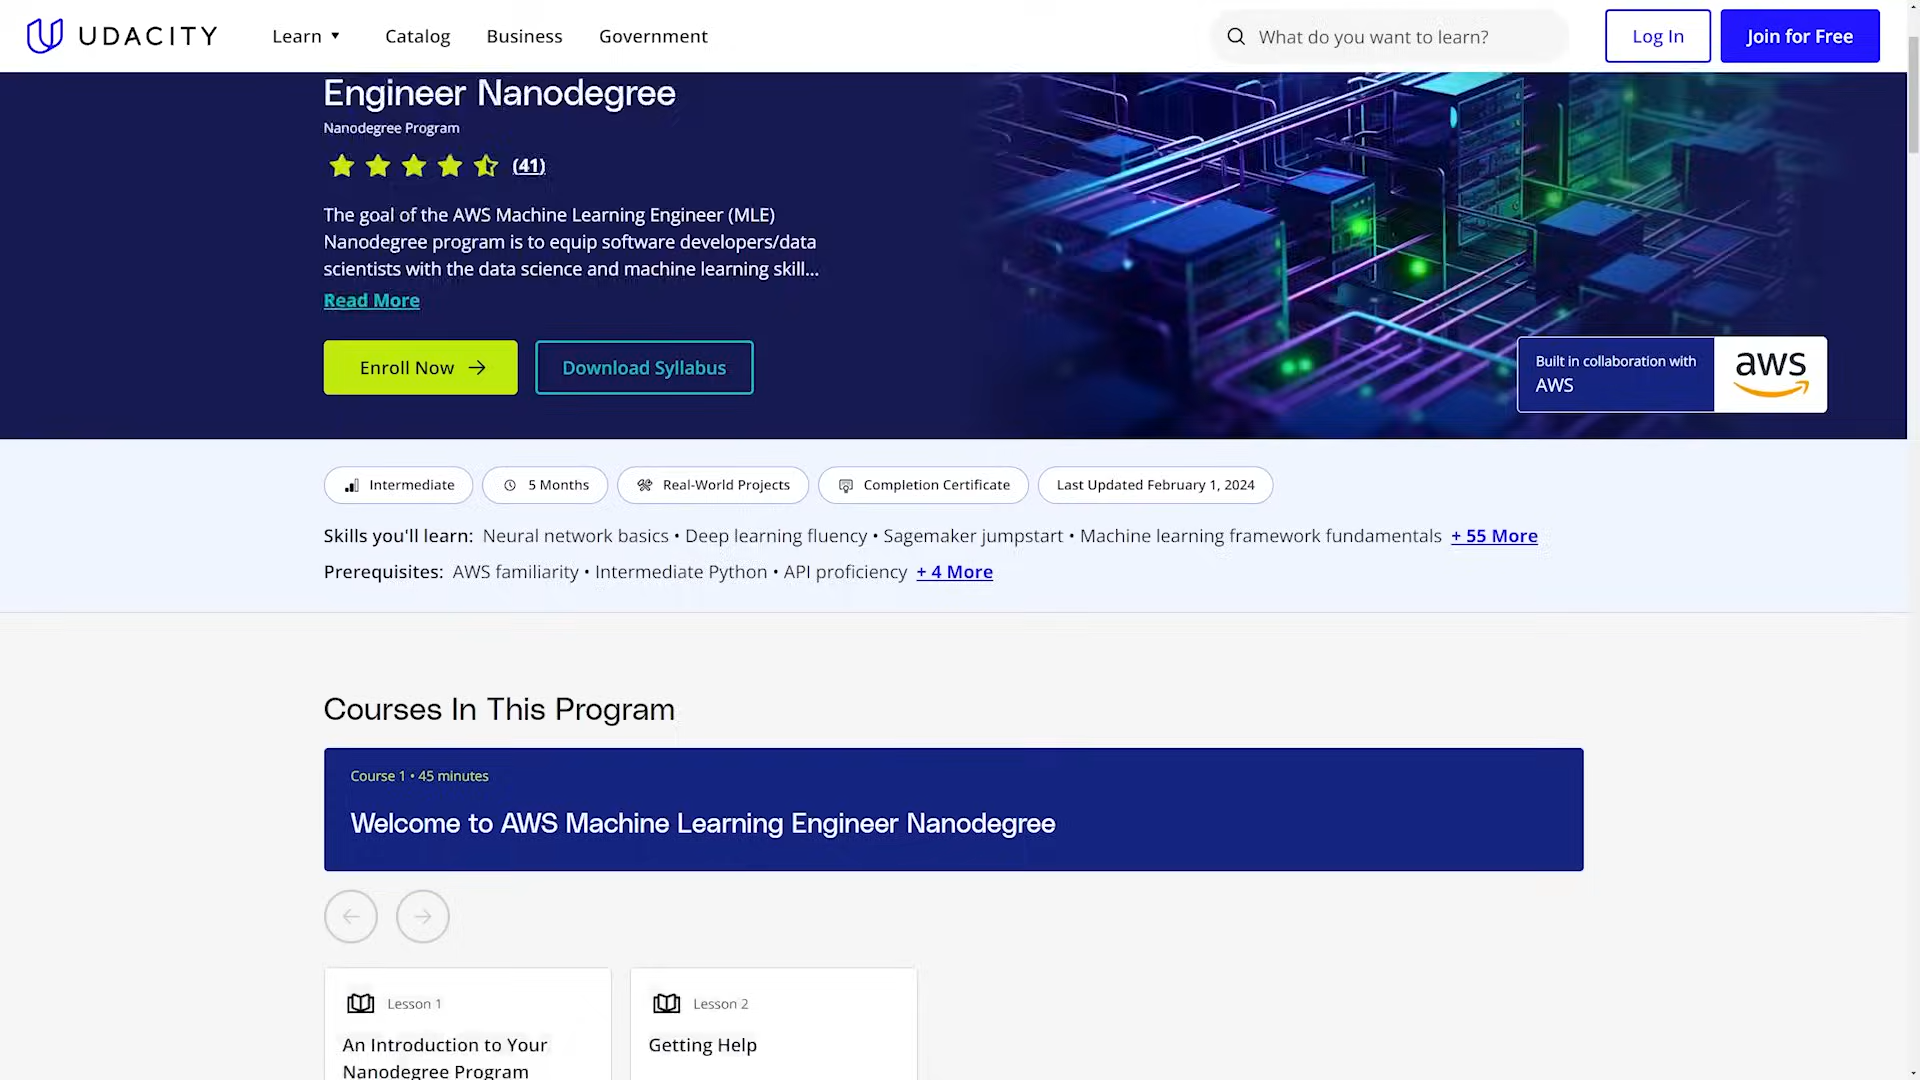 UDACITY
Learn
Catalog
Business
Government
What do you want to learn?
Log In
Join for Free
Engineer Nanodegree
Nanodegree Program
(41)
The goal of the AWS Machine Learning Engineer (MLE)
Nanodegree program is to equip software developers/data
scientists with the data science and machine learning skill...
Read More
Enroll Now
Download Syllabus
Built in collaboration with
AWS
aws
Intermediate
5 Months
Real-World Projects
Completion Certificate
Last Updated February 1, 2024
Skills you'll learn: Neural network basics • Deep learning fluency • Sagemaker jumpstart • Machine learning framework fundamentals + 55 More
Prerequisites: AWS familiarity • Intermediate Python • API proficiency + 4 More
Courses In This Program
Course 1 • 45 minutes
Welcome to AWS Machine Learning Engineer Nanodegree
Lesson 1
An Introduction to Your
Nanodegree Program
Lesson 2
Getting Help